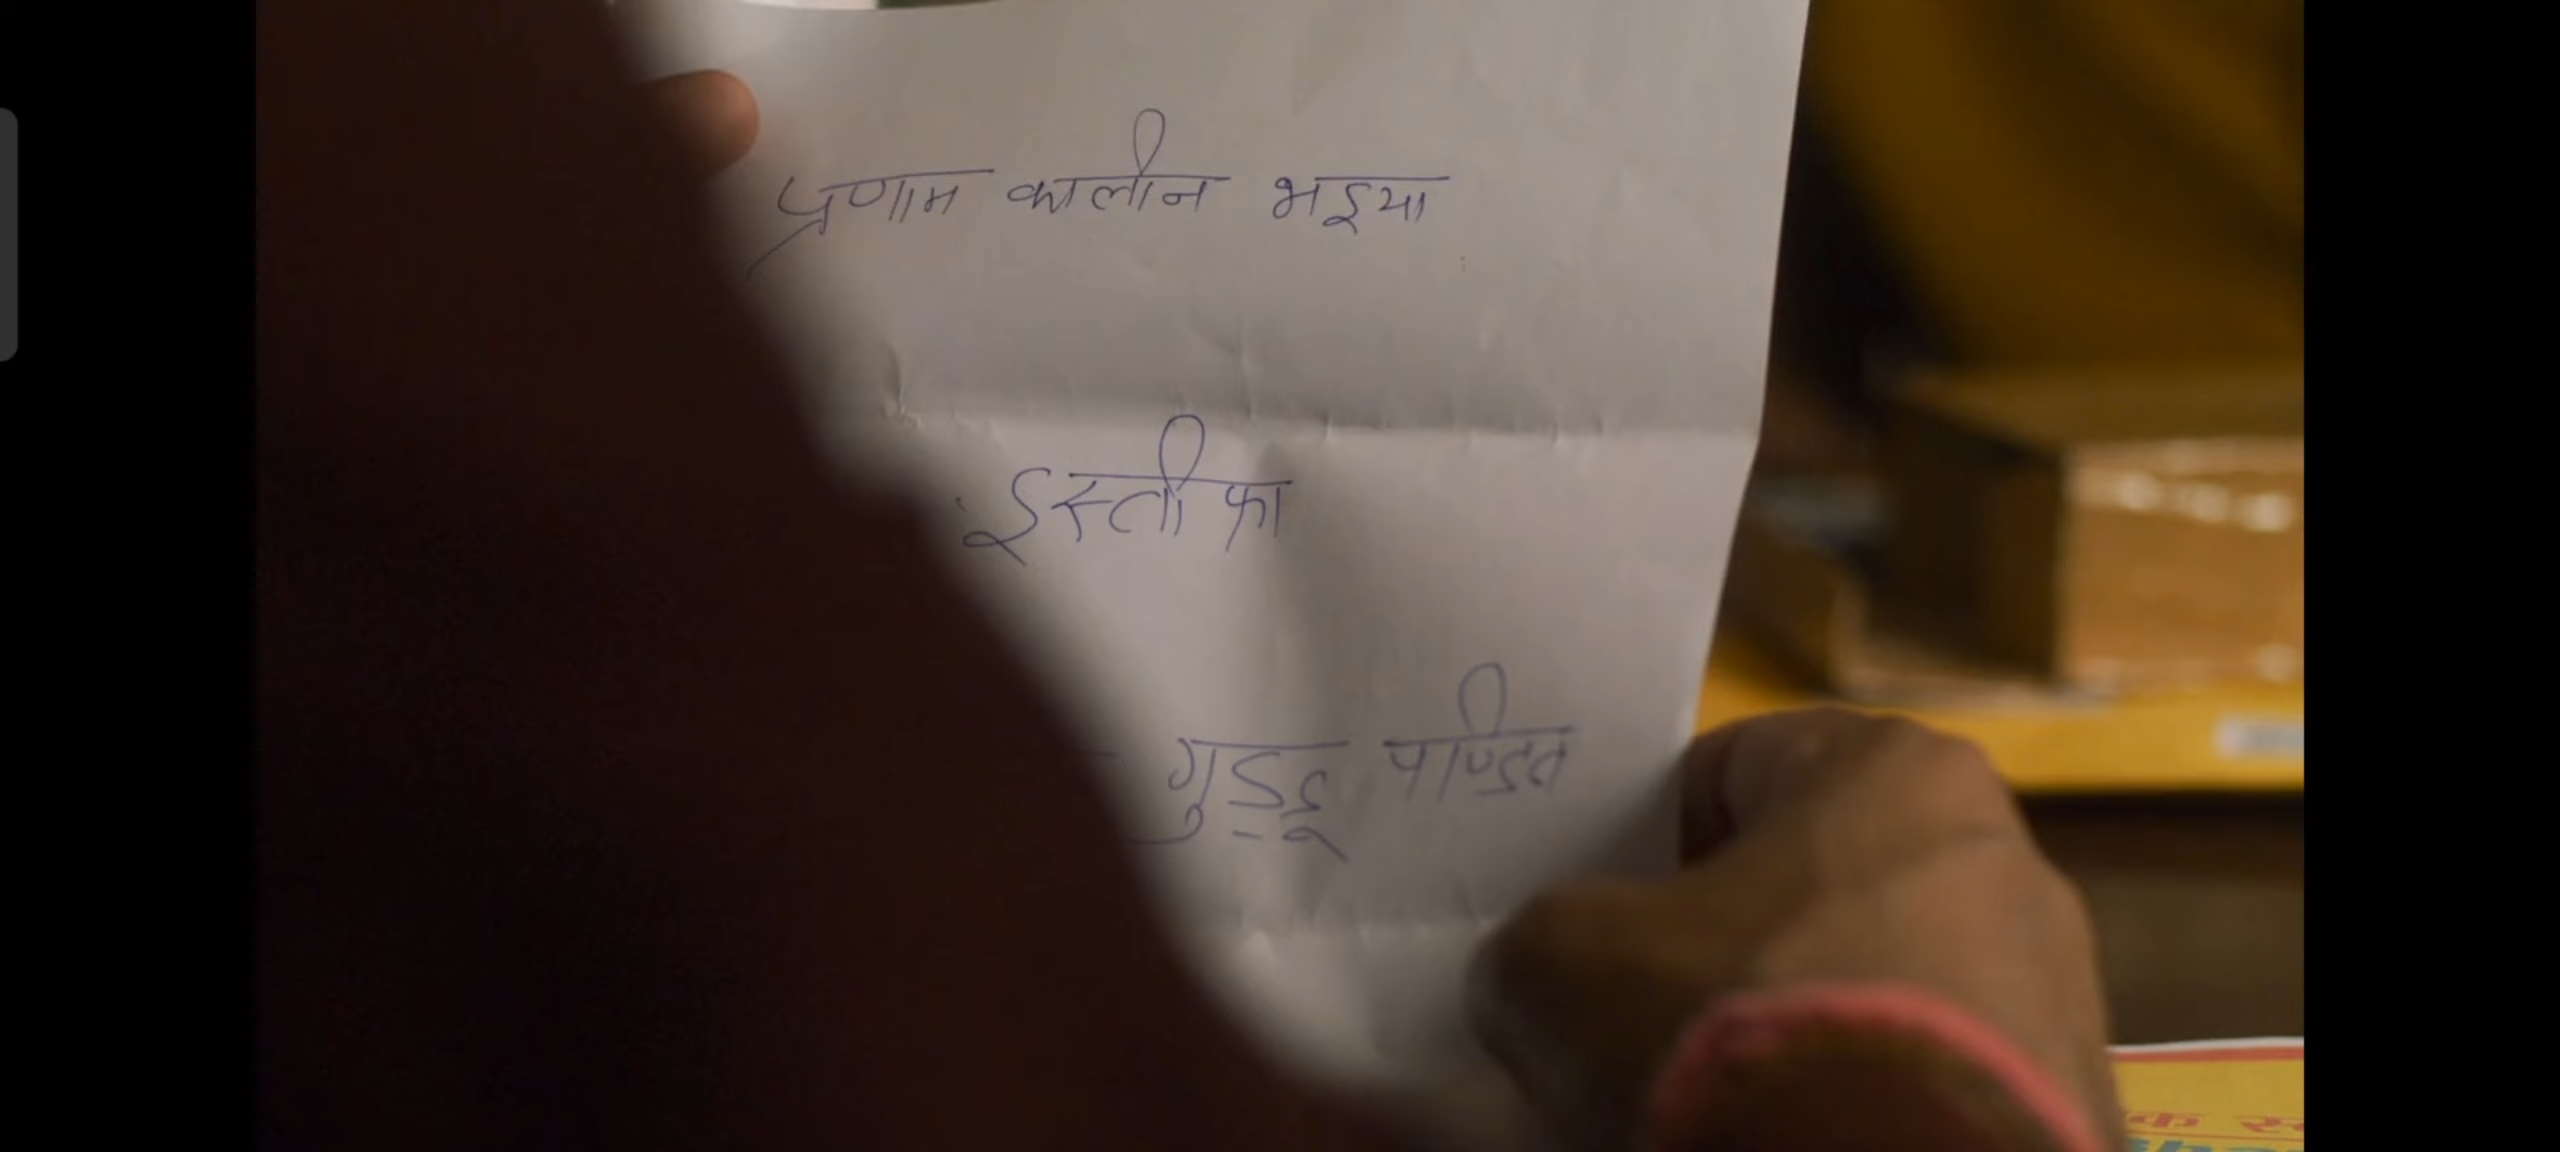 प्रणाम कालीन भइया
इस्तीफा
- गुड्डू पण्डित